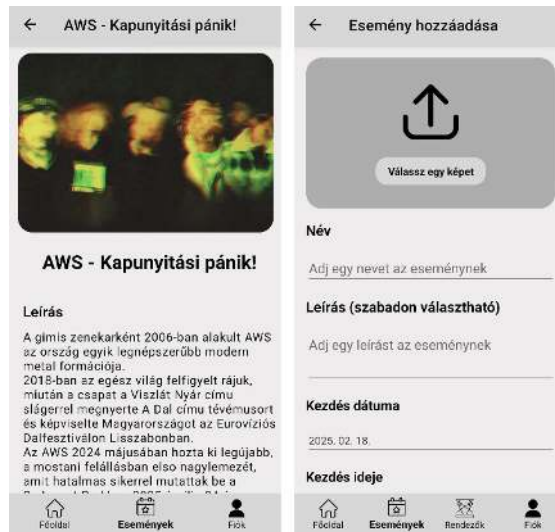 AWS - Kapunyitási pánik!
AWS - Kapunyitási pánik!
Leírás
A gimis zenekarként 2006-ban alakult AWS
az ország egyik legnépszerűbb modern
metal formációja.
2018-ban az egész világ felfigyelt rájuk,
miután a csapat a Viszlát Nyár címu
slágerrel megnyerte A Dal címu tévémusort
és képviselte Magyarországot az Eurovíziós
Dalfesztiválon Lisszabonban.
Az AWS 2024 májusában hozta ki legújabb,
a mostani felállásban elso nagylemezét,
amit hatalmas sikerrel mutattak be a
Főoldal
Események
Fiók
Esemény hozzáadása
Válassz egy képet
Név
Adj egy nevet az eseménynek
Leírás (szabadon választható)
Adj egy leírást az eseménynek
Kezdés dátuma
2025. 02. 18.
Kezdés ideje
Főoldal
Események
Rendezők
Fiók